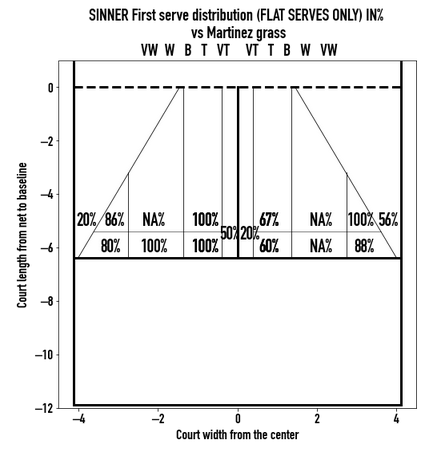 SINNER First serve distribution (FLAT SERVES ONLY) IN%
vs Martinez grass
VW W B T VT VT T B W VW
0
−2
−4
20% 86% NA% 100% 67% NA% 100% 56%
50% 20%
−6
80% 100% 100% 60% NA% 88%
−8
−10
−12
−4 −2 0 2 4
Court width from the center
Court length from net to baseline